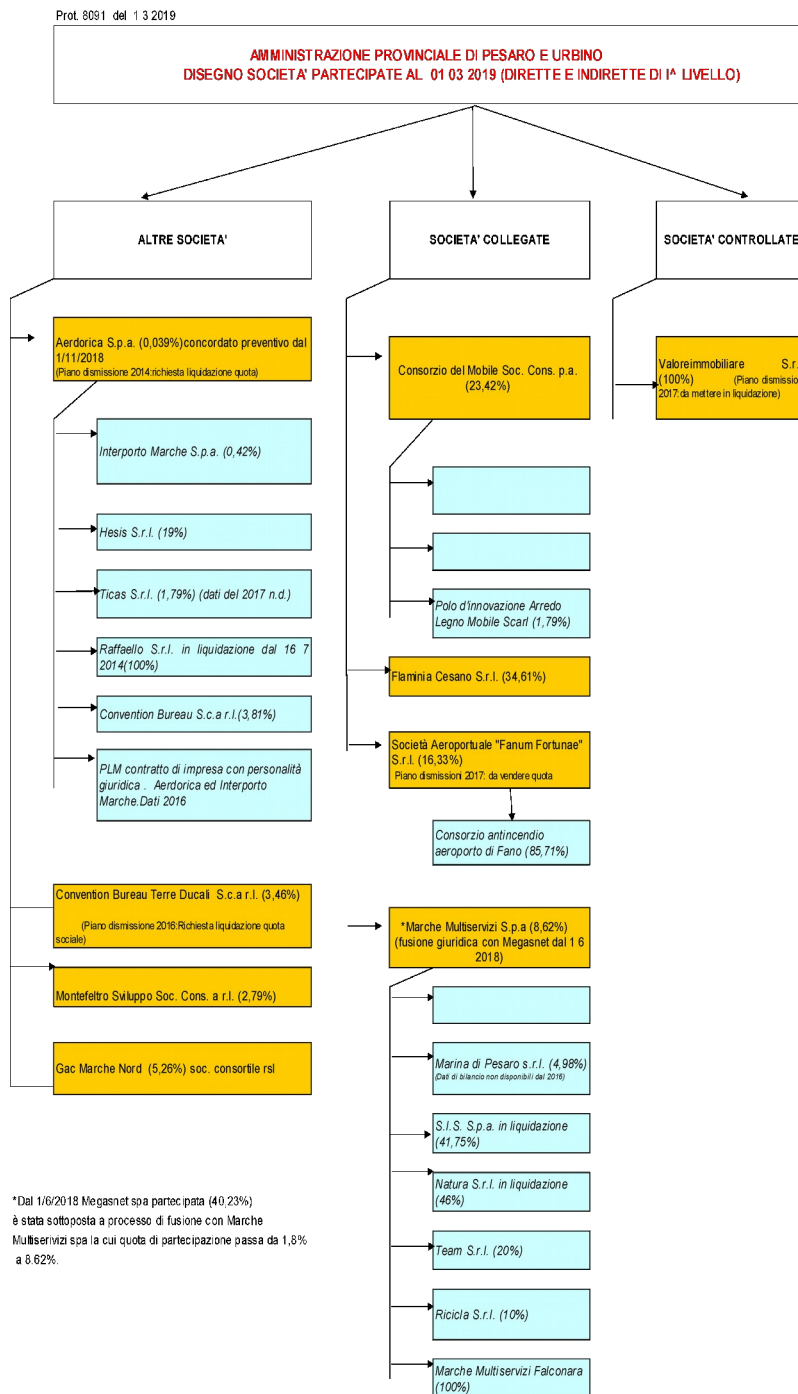 Prot. 8091 del 1 3 2019
AMMINISTRAZIONE PROVINCIALE DI PESARO E URBINO
DISEGNO SOCIETA' PARTECIPATE AL 01 03 2019 (DIRETTE E INDIRETTE DI I^ LIVELLO)
ALTRE SOCIETA'
SOCIETA' COLLEGATE
SOCIETA' CONTROLLATE
Aerdorica S.p.a. (0,039%)concordato preventivo dal
1/11/2018
(Piano dismissione 2014:richiesta liquidazione quota)
Interporto Marche S.p.a. (0,42%)
Hesis S.r.l. (19%)
Ticas S.r.l. (1,79%) (dati del 2017 n.d.)
Raffaello S.r.l. in liquidazione dal 16 7
2014(100%)
Convention Bureau S.c.a r.l.(3,81%)
PLM contratto di impresa con personalità
giuridica . Aerdorica ed Interporto
Marche.Dati 2016
Convention Bureau Terre Ducali S.c.a r.l. (3,46%)
(Piano dismissione 2016:Richiesta liquidazione quota
sociale)
Montefeltro Sviluppo Soc. Cons. a r.l. (2,79%)
Gac Marche Nord (5,26%) soc. consortile rsl
*Dal 1/6/2018 Megasnet spa partecipata (40,23%)
è stata sottoposta a processo di fusione con Marche
Multiserivizi spa la cui quota di partecipazione passa da 1,8%
a 8.62%.
Consorzio del Mobile Soc. Cons. p.a.
(23,42%)
Polo d'innovazione Arredo
Legno Mobile Scarl (1,79%)
Flaminia Cesano S.r.l. (34,61%)
Società Aeroportuale "Fanum Fortunae"
S.r.l. (16,33%)
Piano dismissioni 2017: da vendere quota
Consorzio antincendio
aeroporto di Fano (85,71%)
*Marche Multiservizi S.p.a (8,62%)
(fusione giuridica con Megasnet dal 1 6
2018)
Marina di Pesaro s.r.l. (4,98%)
(Dati di bilancio non disponibili dal 2016)
S.I.S. S.p.a. in liquidazione
(41,75%)
Natura S.r.l. in liquidazione
(46%)
Team S.r.l. (20%)
Ricicla S.r.l. (10%)
Marche Multiservizi Falconara
(100%)
Valoreimmobiliare S.r.
(100%) (Piano dismissio
2017:da mettere in liquidazione)